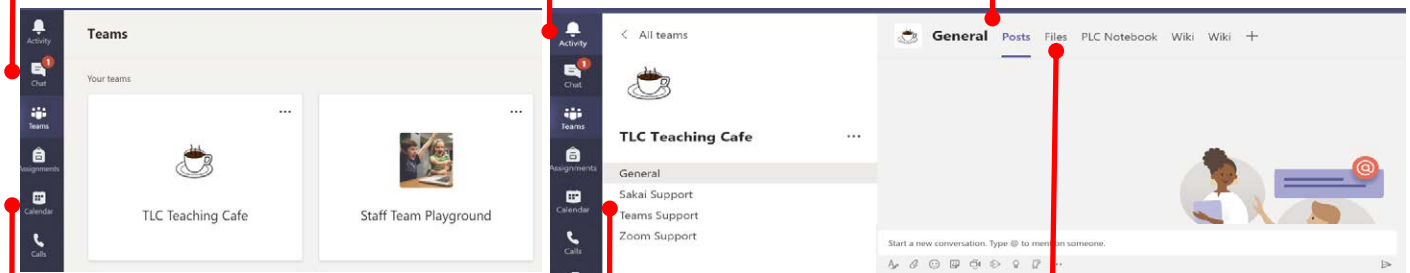 Activity
Chat
1
Teams
Assignments
Calendar
Calls
Teams
Your teams
...
TLC Teaching Cafe
...
Staff Team Playground
Activity
Chat
1
Teams
Assignments
Calendar
Calls
< All teams
TLC Teaching Cafe ...
General
Sakai Support
Teams Support
Zoom Support
General Posts Files PLC Notebook Wiki Wiki +
@
Start a new conversation. Type @ to mention someone.
...